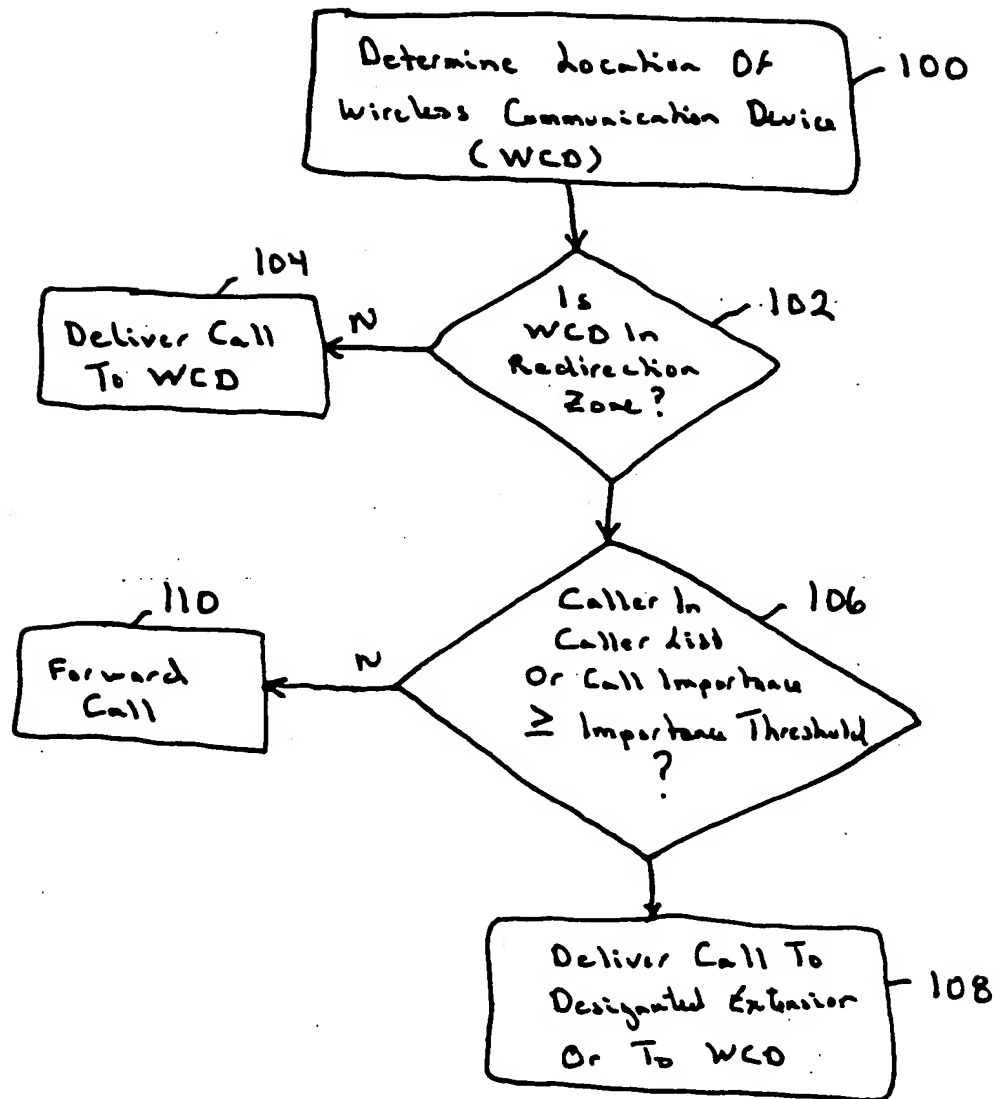 Determine Location Of
Wireless Communication Device
(WCD)
100
104
Deliver Call
To WCD
N
Is
WCD In
Redirection
Zone?
102
110
Forward
Call
N
Caller In
Caller List
Or Call Importance
≥ Importance Threshold
?
106
Deliver Call To
Designated Extension
Or To WCD
108